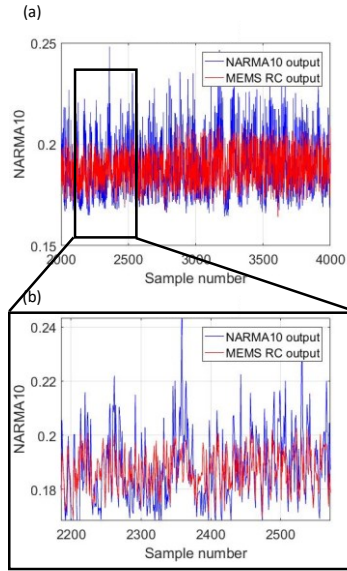 (a)
0.25
NARMA10 output
MEMS RC output
0.2
NARMA10
0.15
2000 2500 3000 3500 4000
Sample number
(b)
0.24
NARMA10 output
MEMS RC output
0.22
NARMA10
0.2
0.18
2200 2300 2400 2500
Sample number